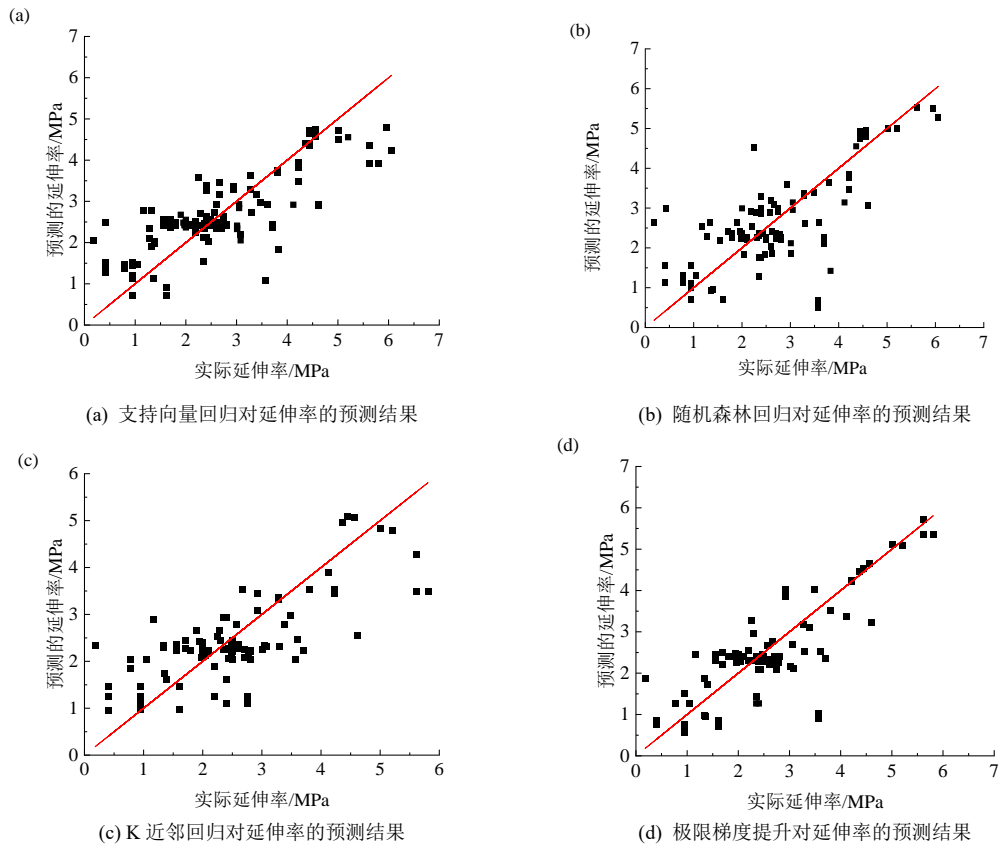 (a)
7
6
5
4
3
2
1
0
预测的延伸率/MPa
0 1 2 3 4 5 6 7
实际延伸率/MPa
(a) 支持向量回归对延伸率的预测结果
(b)
7
6
5
4
3
2
1
0
预测的延伸率/MPa
0 1 2 3 4 5 6 7
实际延伸率/MPa
(b) 随机森林回归对延伸率的预测结果
(c)
6
5
4
3
2
1
0
预测的延伸率/MPa
0 1 2 3 4 5 6
实际延伸率/MPa
(c) K 近邻回归对延伸率的预测结果
(d)
7
6
5
4
3
2
1
0
预测的延伸率/MPa
0 1 2 3 4 5 6 7
实际延伸率/MPa
(d) 极限梯度提升对延伸率的预测结果